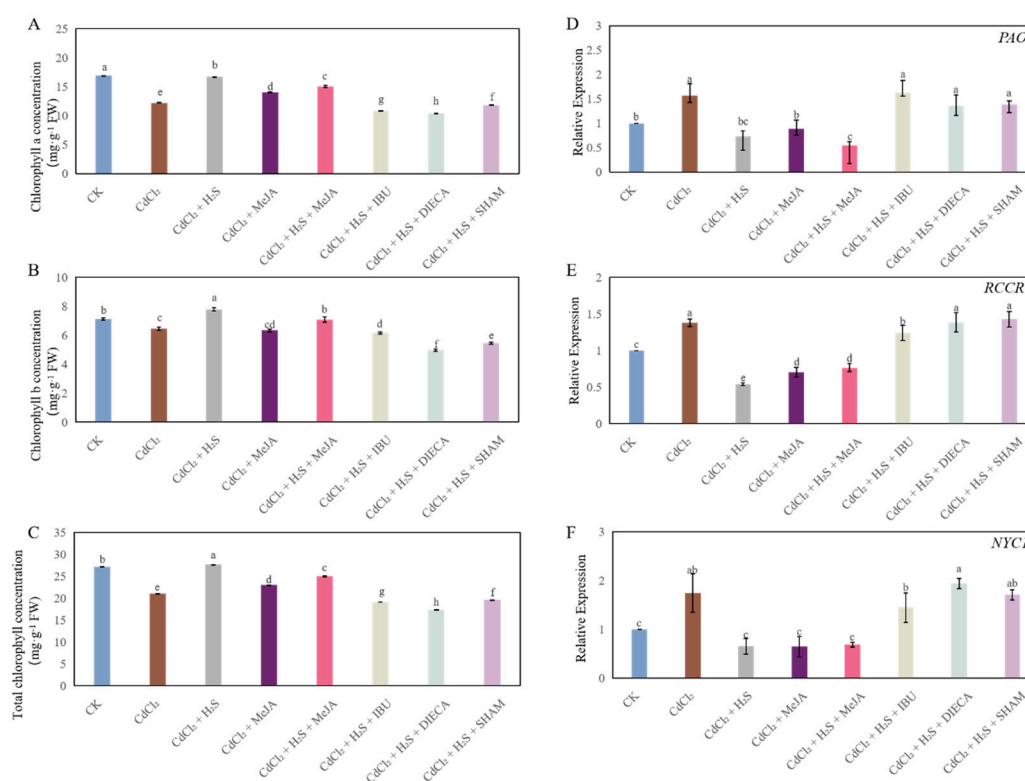 A
Chlorophyll a concentration
(mg·g⁻¹ FW)
25
20
15
10
5
0
a
e
b
d
c
g
h
f
CK
CdCl₂
CdCl₂ + H₂S
CdCl₂ + MeJA
CdCl₂ + H₂S + MeJA
CdCl₂ + H₂S + IBU
CdCl₂ + H₂S + DIECA
CdCl₂ + H₂S + SHAM
B
Chlorophyll b concentration
(mg·g⁻¹ FW)
10
8
6
4
2
0
b
c
a
cd
b
d
f
e
CK
CdCl₂
CdCl₂ + H₂S
CdCl₂ + MeJA
CdCl₂ + H₂S + MeJA
CdCl₂ + H₂S + IBU
CdCl₂ + H₂S + DIECA
CdCl₂ + H₂S + SHAM
C
Total chlorophyll concentration
(mg·g⁻¹ FW)
35
30
25
20
15
10
5
0
b
e
a
d
c
g
h
f
CK
CdCl₂
CdCl₂ + H₂S
CdCl₂ + MeJA
CdCl₂ + H₂S + MeJA
CdCl₂ + H₂S + IBU
CdCl₂ + H₂S + DIECA
CdCl₂ + H₂S + SHAM
D
PAO
Relative Expression
3
2.5
2
1.5
1
0.5
0
b
a
bc
b
c
a
a
a
CK
CdCl₂
CdCl₂ + H₂S
CdCl₂ + MeJA
CdCl₂ + H₂S + MeJA
CdCl₂ + H₂S + IBU
CdCl₂ + H₂S + DIECA
CdCl₂ + H₂S + SHAM
E
RCCR
Relative Expression
2
1.5
1
0.5
0
c
a
e
d
d
b
a
a
CK
CdCl₂
CdCl₂ + H₂S
CdCl₂ + MeJA
CdCl₂ + H₂S + MeJA
CdCl₂ + H₂S + IBU
CdCl₂ + H₂S + DIECA
CdCl₂ + H₂S + SHAM
F
NYC1
Relative Expression
3
2
1
0
c
ab
c
c
c
b
a
ab
CK
CdCl₂
CdCl₂ + H₂S
CdCl₂ + MeJA
CdCl₂ + H₂S + MeJA
CdCl₂ + H₂S + IBU
CdCl₂ + H₂S + DIECA
CdCl₂ + H₂S + SHAM